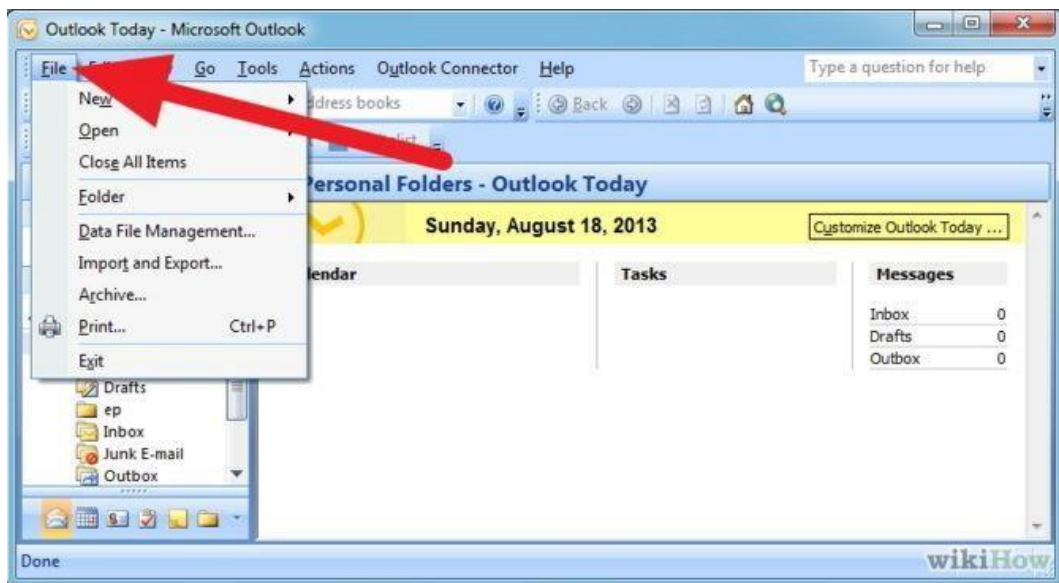 Outlook Today - Microsoft Outlook
File Go Tools Actions Outlook Connector Help Type a question for help
New ddress books Back
Open
Close All Items
Personal Folders - Outlook Today
Folder
Sunday, August 18, 2013 Customize Outlook Today ...
Data File Management...
Import and Export...
lendar Tasks Messages
Archive...
Inbox 0
Print... Ctrl+P
Drafts 0
Exit
Outbox 0
Drafts
ep
Inbox
Junk E-mail
Outbox
Done
wikiHow